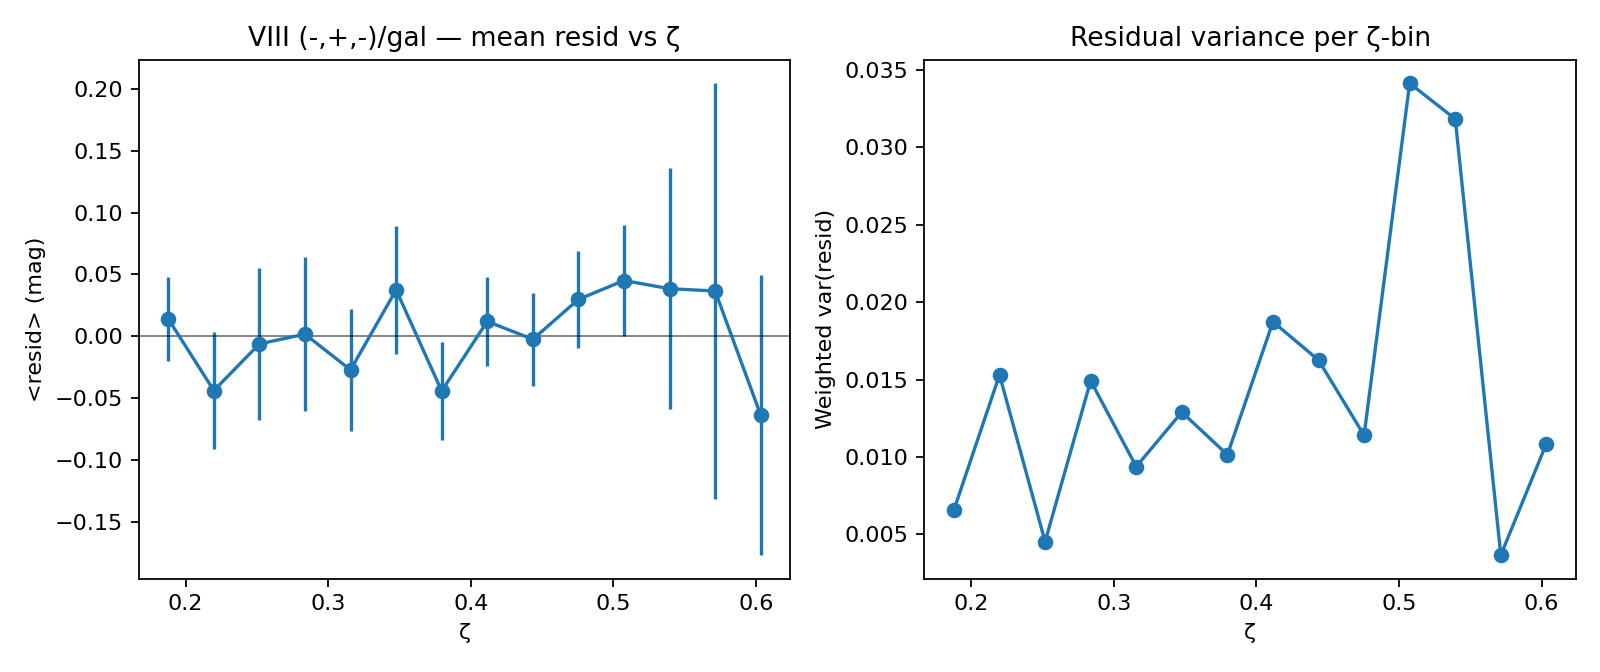 VIII (-,+,-)/gal — mean resid vs ζ
<resid> (mag)
0.20
0.15
0.10
0.05
0.00
−0.05
−0.10
−0.15
0.2 0.3 0.4 0.5 0.6
ζ
Residual variance per ζ-bin
Weighted var(resid)
0.035
0.030
0.025
0.020
0.015
0.010
0.005
0.2 0.3 0.4 0.5 0.6
ζ